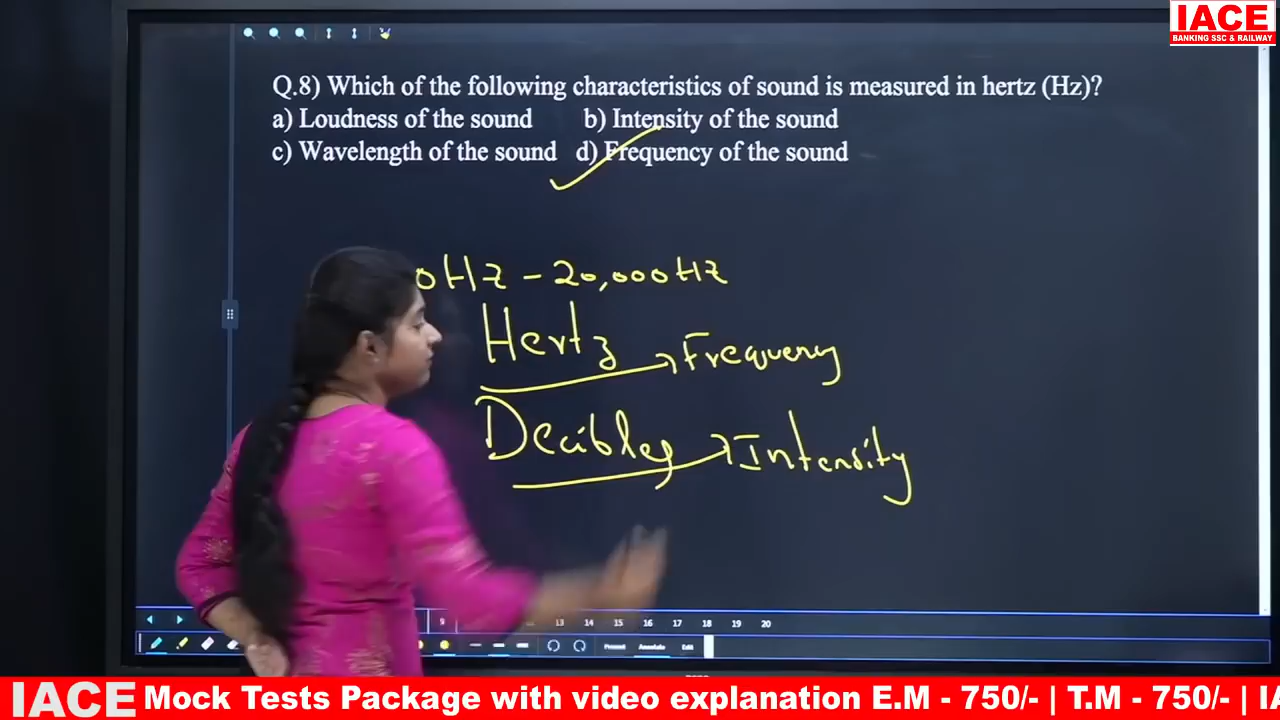 IACE
BANKING SSC & RAILWAY
Q.8) Which of the following characteristics of sound is measured in hertz (Hz)?
a) Loudness of the sound b) Intensity of the sound
c) Wavelength of the sound d) Frequency of the sound
0HZ - 20,000HZ
Hertz → Frequency
Decibles → Intensity
9 13 14 15 16 17 18 19 20
Present Annotate Edit
IACE Mock Tests Package with video explanation E.M - 750/- | T.M - 750/- | IA